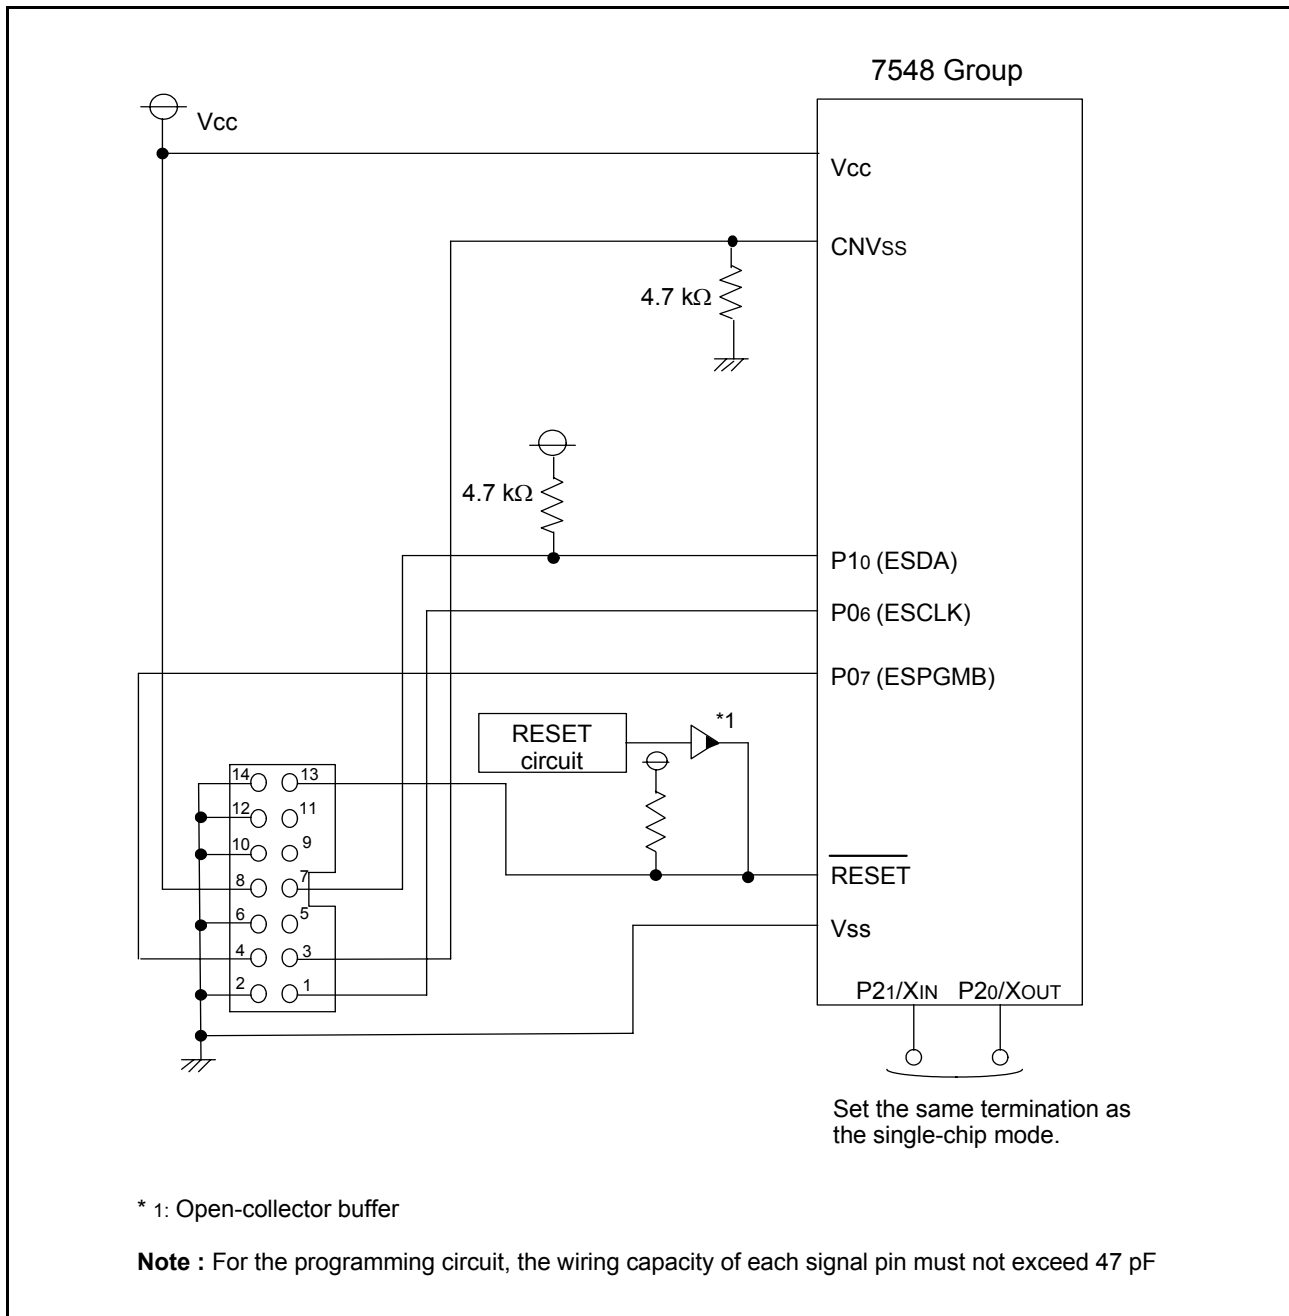 7548 Group
Vcc
Vcc
CNVss
4.7 kΩ
4.7 kΩ
P10 (ESDA)
P06 (ESCLK)
P07 (ESPGMB)
*1
RESET
circuit
14 13
12 11
10 9
8 7
6 5
4 3
2 1
RESET
Vss
P21/XIN P20/XOUT
Set the same termination as
the single-chip mode.
* 1: Open-collector buffer
Note : For the programming circuit, the wiring capacity of each signal pin must not exceed 47 pF